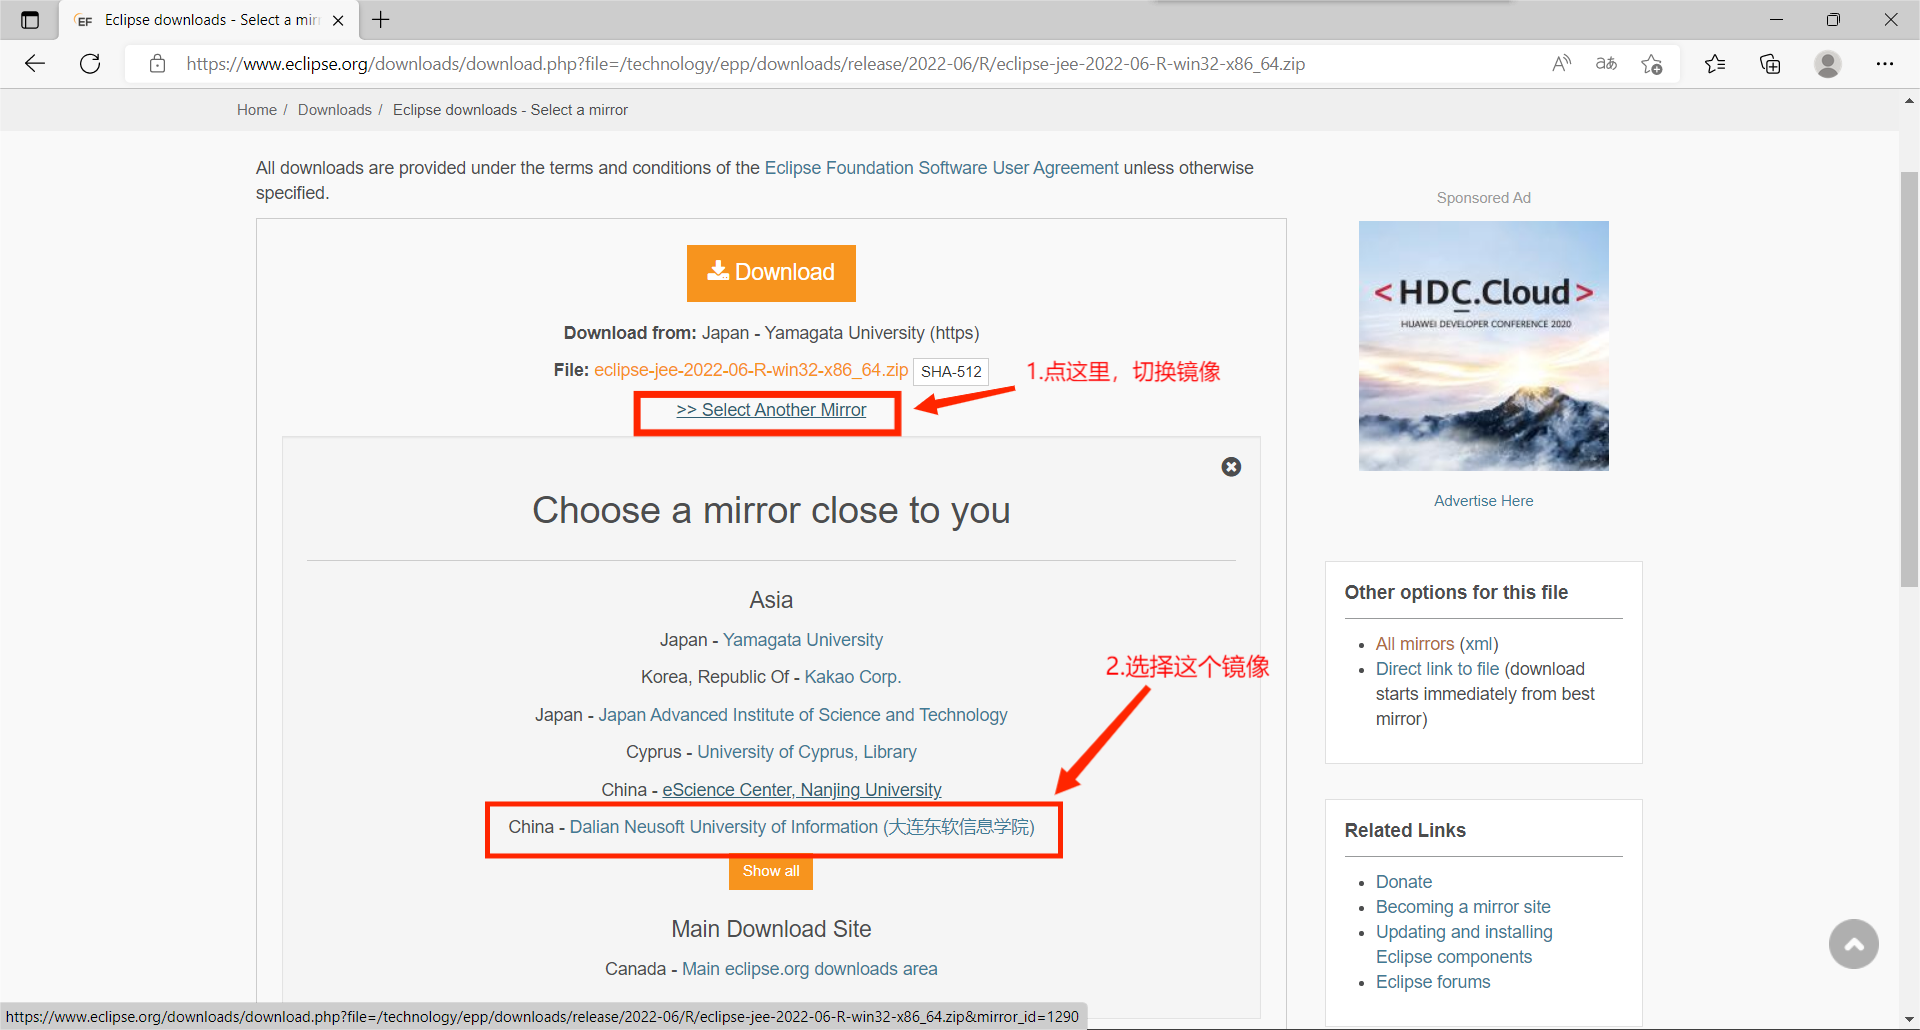 EF Eclipse downloads - Select a mir
https://www.eclipse.org/downloads/download.php?file=/technology/epp/downloads/release/2022-06/R/eclipse-jee-2022-06-R-win32-x86_64.zip
Home / Downloads / Eclipse downloads - Select a mirror
All downloads are provided under the terms and conditions of the Eclipse Foundation Software User Agreement unless otherwise
specified.
Download
Download from: Japan - Yamagata University (https)
File: eclipse-jee-2022-06-R-win32-x86_64.zip SHA-512
1.点这里，切换镜像
>> Select Another Mirror
Choose a mirror close to you
Asia
Japan - Yamagata University
Korea, Republic Of - Kakao Corp.
2.选择这个镜像
Japan - Japan Advanced Institute of Science and Technology
Cyprus - University of Cyprus, Library
China - eScience Center, Nanjing University
China - Dalian Neusoft University of Information (大连东软信息学院)
Show all
Main Download Site
Canada - Main eclipse.org downloads area
Sponsored Ad
<HDC.Cloud>
HUAWEI DEVELOPER CONFERENCE 2020
Advertise Here
Other options for this file
All mirrors (xml)
Direct link to file (download
starts immediately from best
mirror)
Related Links
Donate
Becoming a mirror site
Updating and installing
Eclipse components
Eclipse forums
https://www.eclipse.org/downloads/download.php?file=/technology/epp/downloads/release/2022-06/R/eclipse-jee-2022-06-R-win32-x86_64.zip&mirror_id=1290